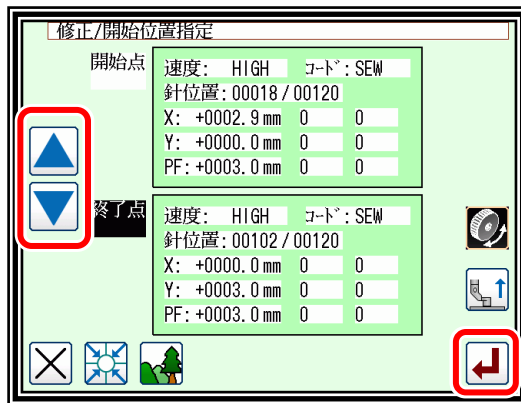 修正/開始位置指定
開始点
速度: HIGH コード: SEW
針位置: 00018 / 00120
X: +0002.9mm 0 0
Y: +0000.0mm 0 0
PF: +0003.0mm 0 0
終了点
速度: HIGH コード: SEW
針位置: 00102 / 00120
X: +0000.0mm 0 0
Y: +0003.0mm 0 0
PF: +0003.0mm 0 0